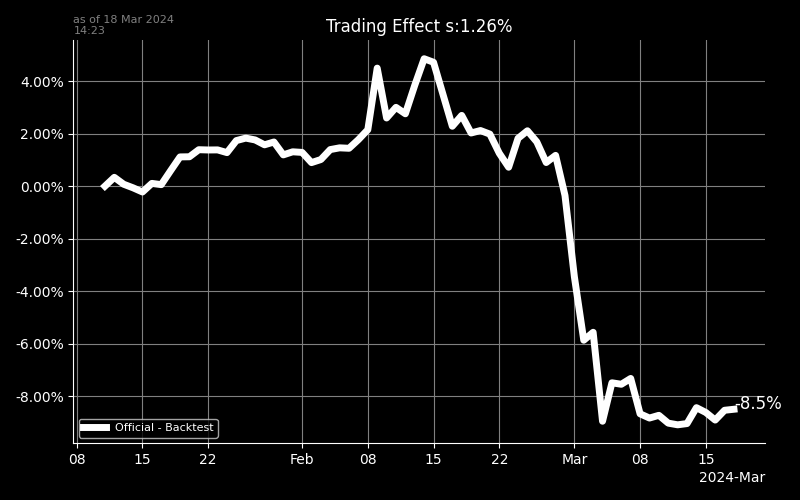 as of 18 Mar 2024
14:23
Trading Effect s:1.26%
4.00%
2.00%
0.00%
-2.00%
-4.00%
-6.00%
-8.00%
-8.5%
Official - Backtest
08 15 22 Feb 08 15 22 Mar 08 15
2024-Mar